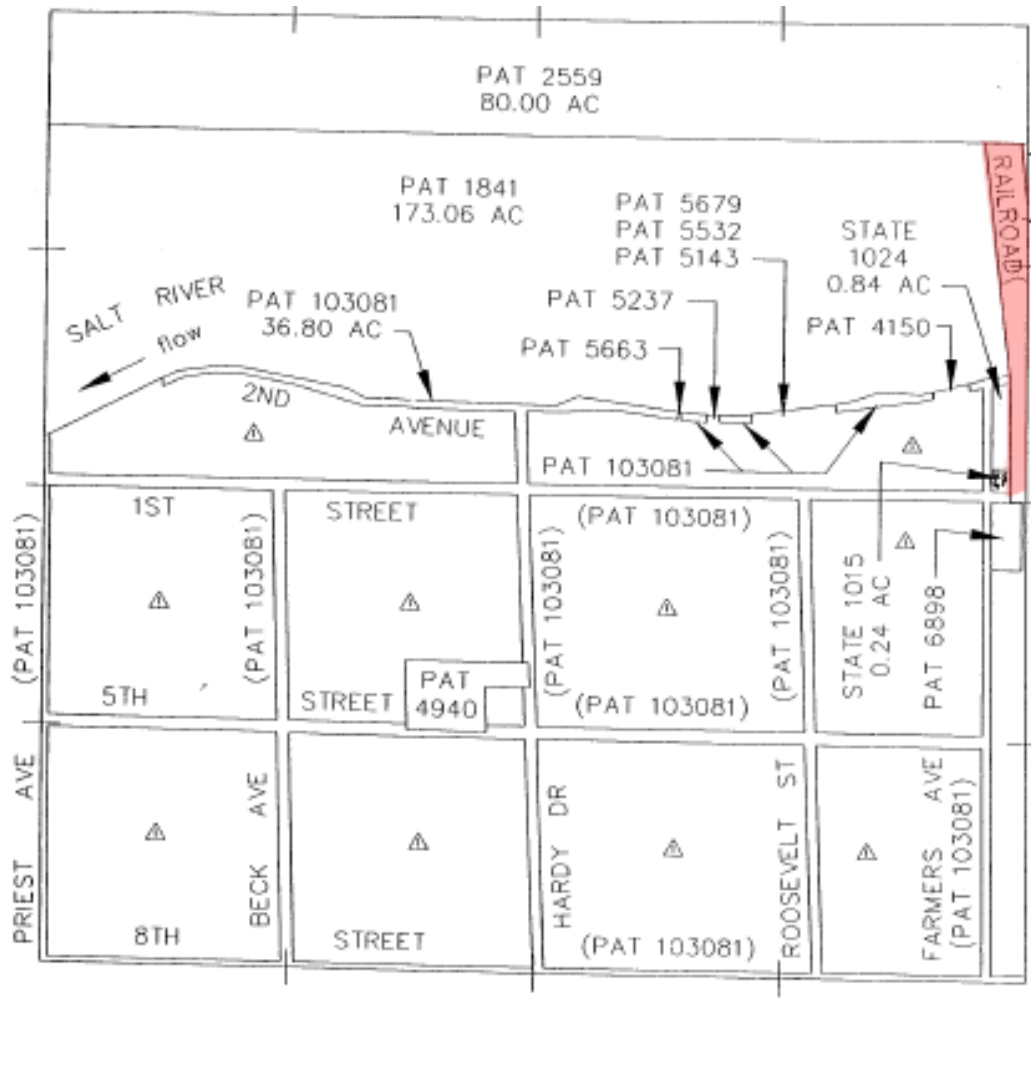 PAT 2559
80.00 AC
PAT 1841
173.06 AC
PAT 5679
PAT 5532
PAT 5143
STATE
1024
0.84 AC
RAILROAD
SALT RIVER
flow
PAT 103081
36.80 AC
PAT 5237
PAT 4150
PAT 5663
2ND
AVENUE
PAT 103081
1ST
STREET
(PAT 103081)
(PAT 103081)
(PAT 103081)
(PAT 103081)
(PAT 103081)
STATE 1015
0.24 AC
PAT 6898
5TH
STREET
PAT
4940
(PAT 103081)
PRIEST AVE
BECK AVE
HARDY DR
ROOSEVELT ST
FARMERS AVE
(PAT 103081)
8TH
STREET
(PAT 103081)